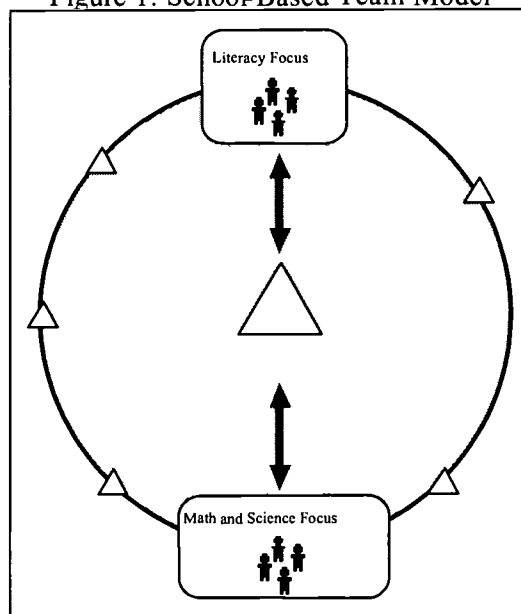 Figure 1. School-Based Team Model
Literacy Focus
Math and Science Focus